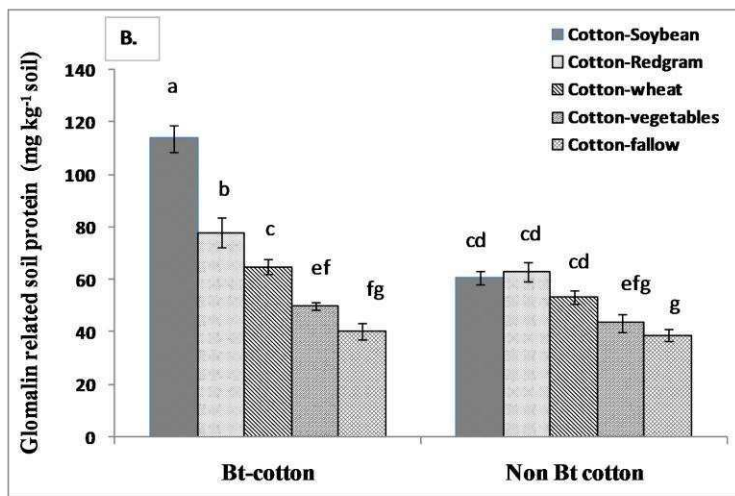 B.
Cotton-Soybean
Cotton-Redgram
Cotton-wheat
Cotton-vegetables
Cotton-fallow
Glomalin related soil protein (mg kg⁻¹ soil)
140
120
100
80
60
40
20
0
a
b
c
ef
fg
cd
cd
cd
efg
g
Bt-cotton
Non Bt cotton